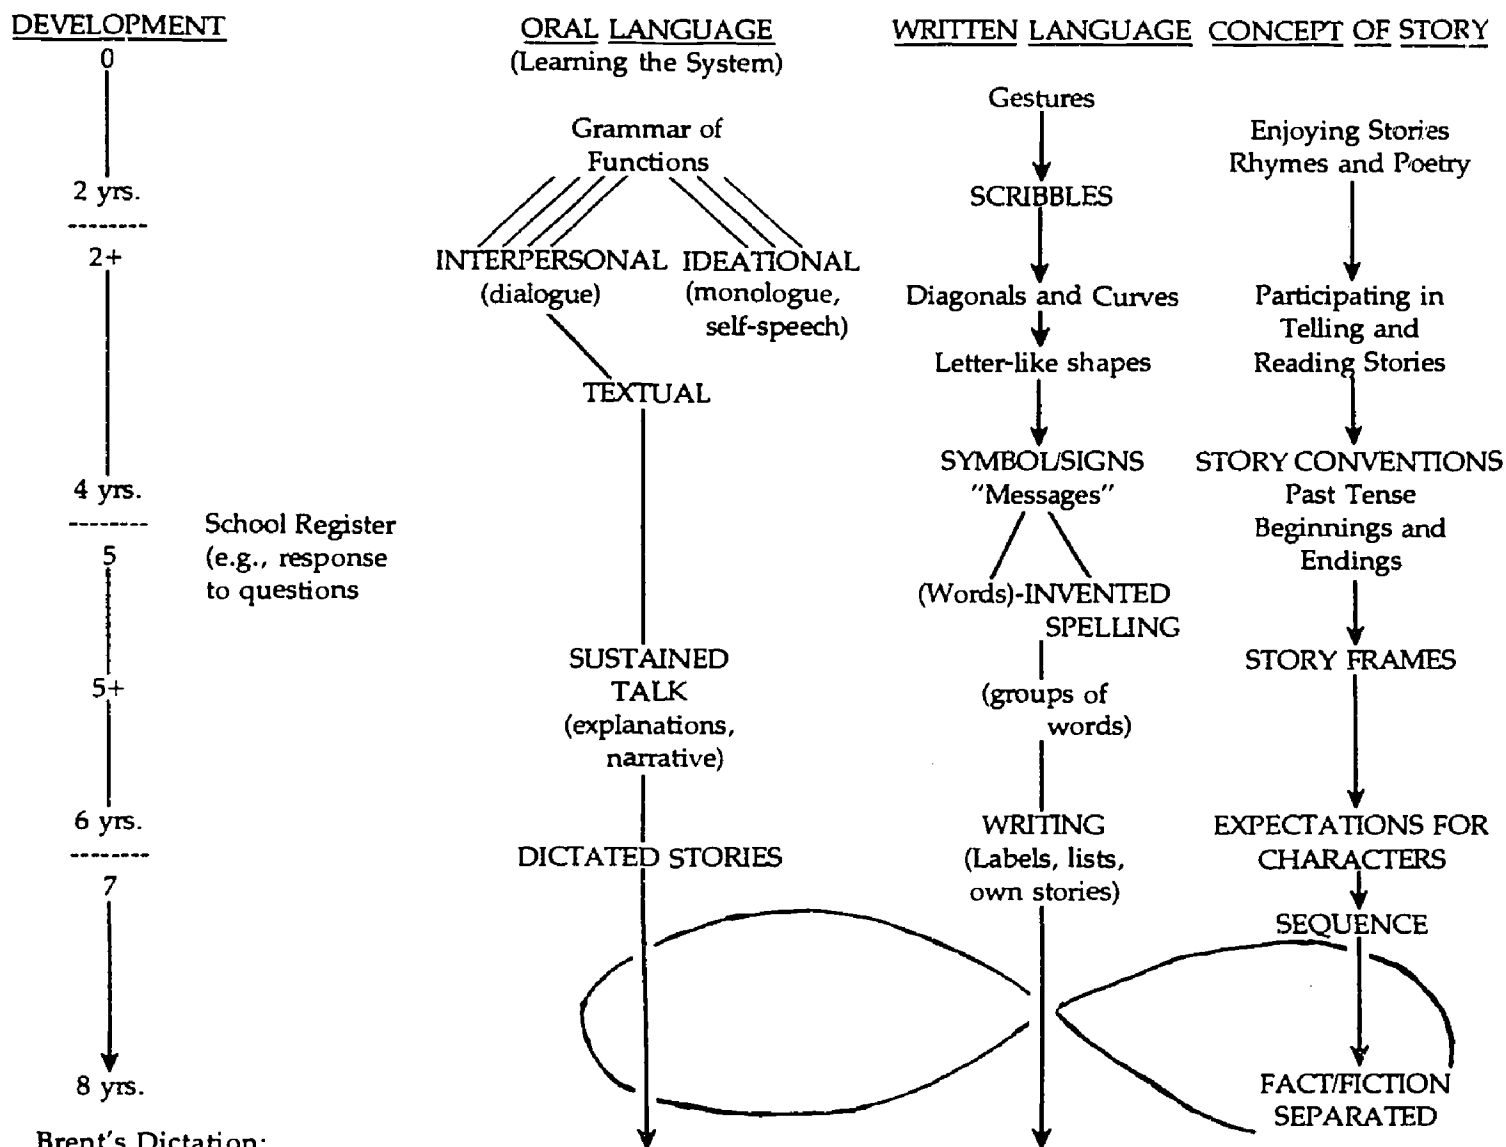 DEVELOPMENT
0
2 yrs.
--------
2+
4 yrs.
--------
5
5+
6 yrs.
--------
7
8 yrs.
School Register
(e.g., response
to questions
ORAL LANGUAGE
(Learning the System)
Grammar of
Functions
INTERPERSONAL IDEATIONAL
(dialogue) (monologue,
self-speech)
TEXTUAL
SUSTAINED
TALK
(explanations,
narrative)
DICTATED STORIES
WRITTEN LANGUAGE
Gestures
SCRIBBLES
Diagonals and Curves
Letter-like shapes
SYMBOL/SIGNS
"Messages"
(Words)-INVENTED
SPELLING
(groups of
words)
WRITING
(Labels, lists,
own stories)
CONCEPT OF STORY
Enjoying Stories
Rhymes and Poetry
Participating in
Telling and
Reading Stories
STORY CONVENTIONS
Past Tense
Beginnings and
Endings
STORY FRAMES
EXPECTATIONS FOR
CHARACTERS
SEQUENCE
FACT/FICTION
SEPARATED
Brent's Dictation: